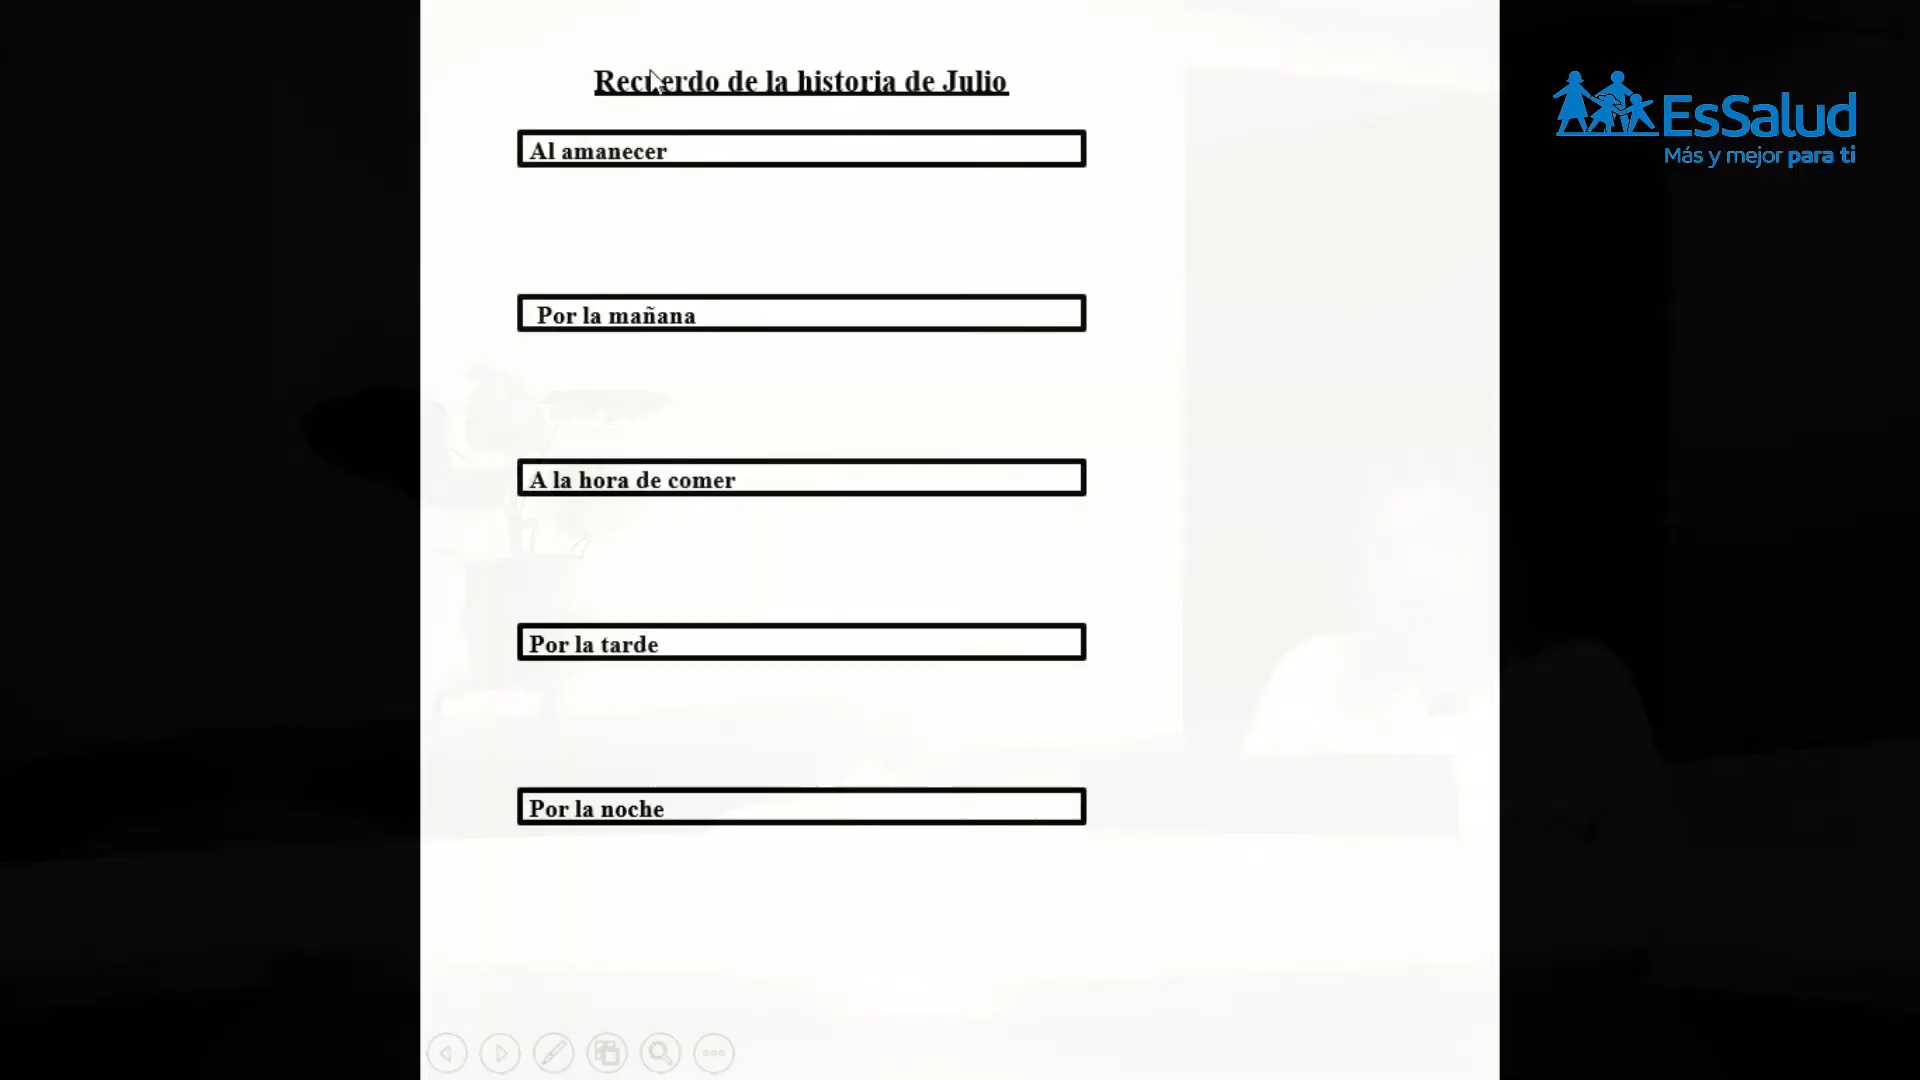 Recuerdo de la historia de Julio
EsSalud
Más y mejor para ti
Al amanecer
Por la mañana
A la hora de comer
Por la tarde
Por la noche